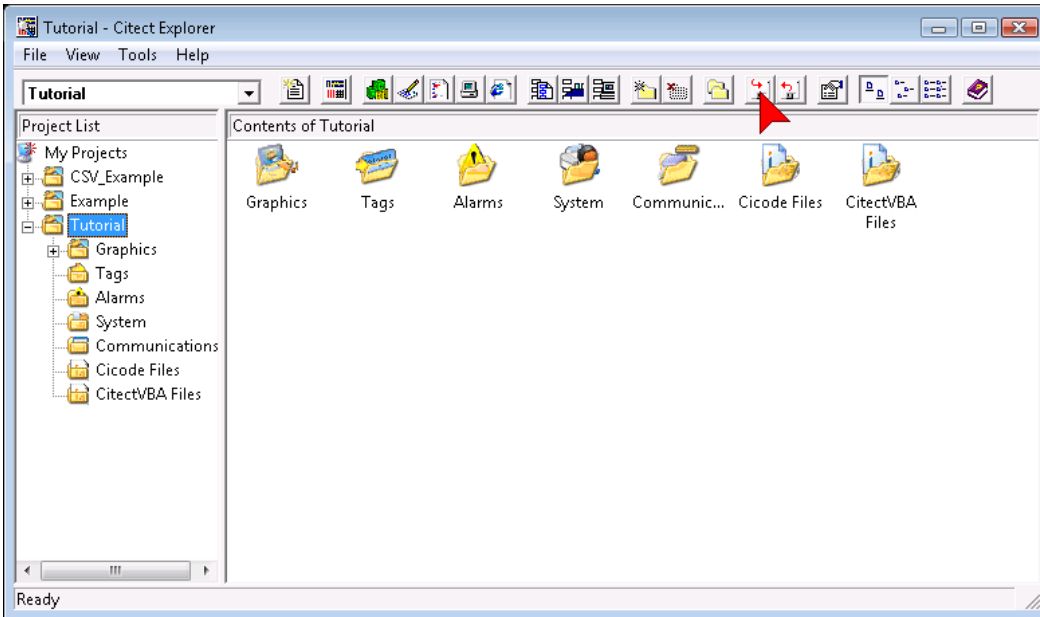 Tutorial - Citect Explorer
File View Tools Help
Tutorial
Project List
Contents of Tutorial
My Projects
CSV_Example
Example
Tutorial
Graphics
Tags
Alarms
System
Communications
Cicode Files
CitectVBA Files
Graphics
Tags
Alarms
System
Communic...
Cicode Files
CitectVBA
Files
Ready